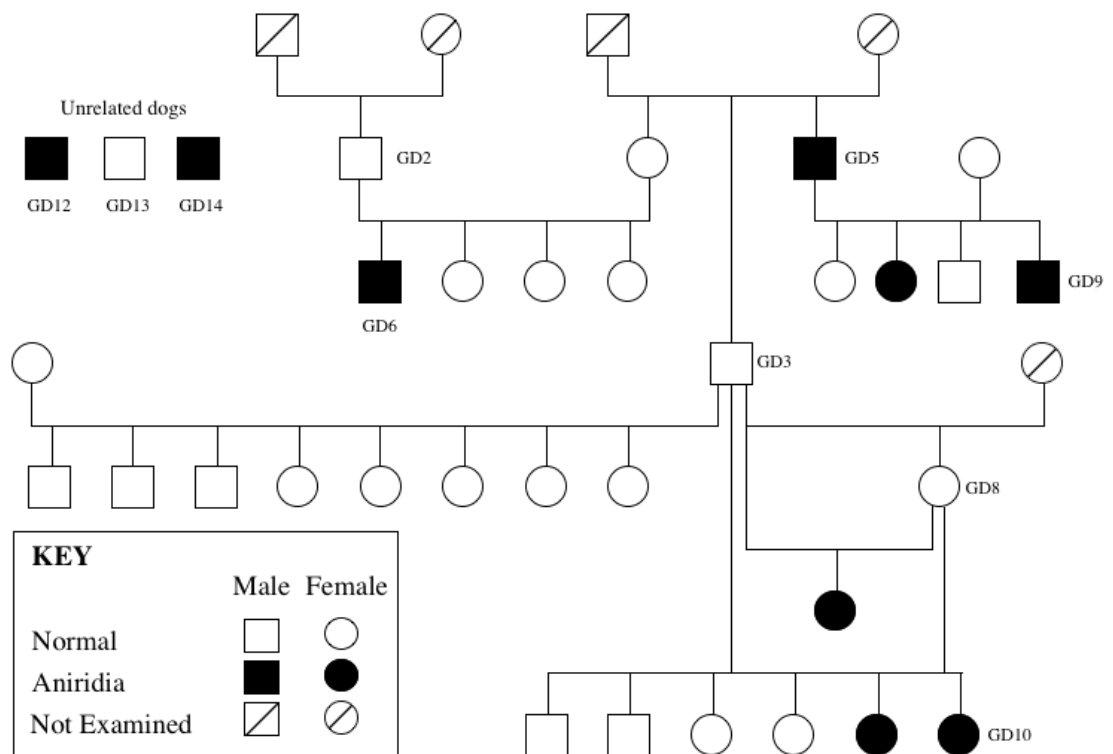 Unrelated dogs
GD2
GD5
GD12 GD13 GD14
GD9
GD6
GD3
GD8
KEY
Male Female
Normal
Aniridia
Not Examined
GD10